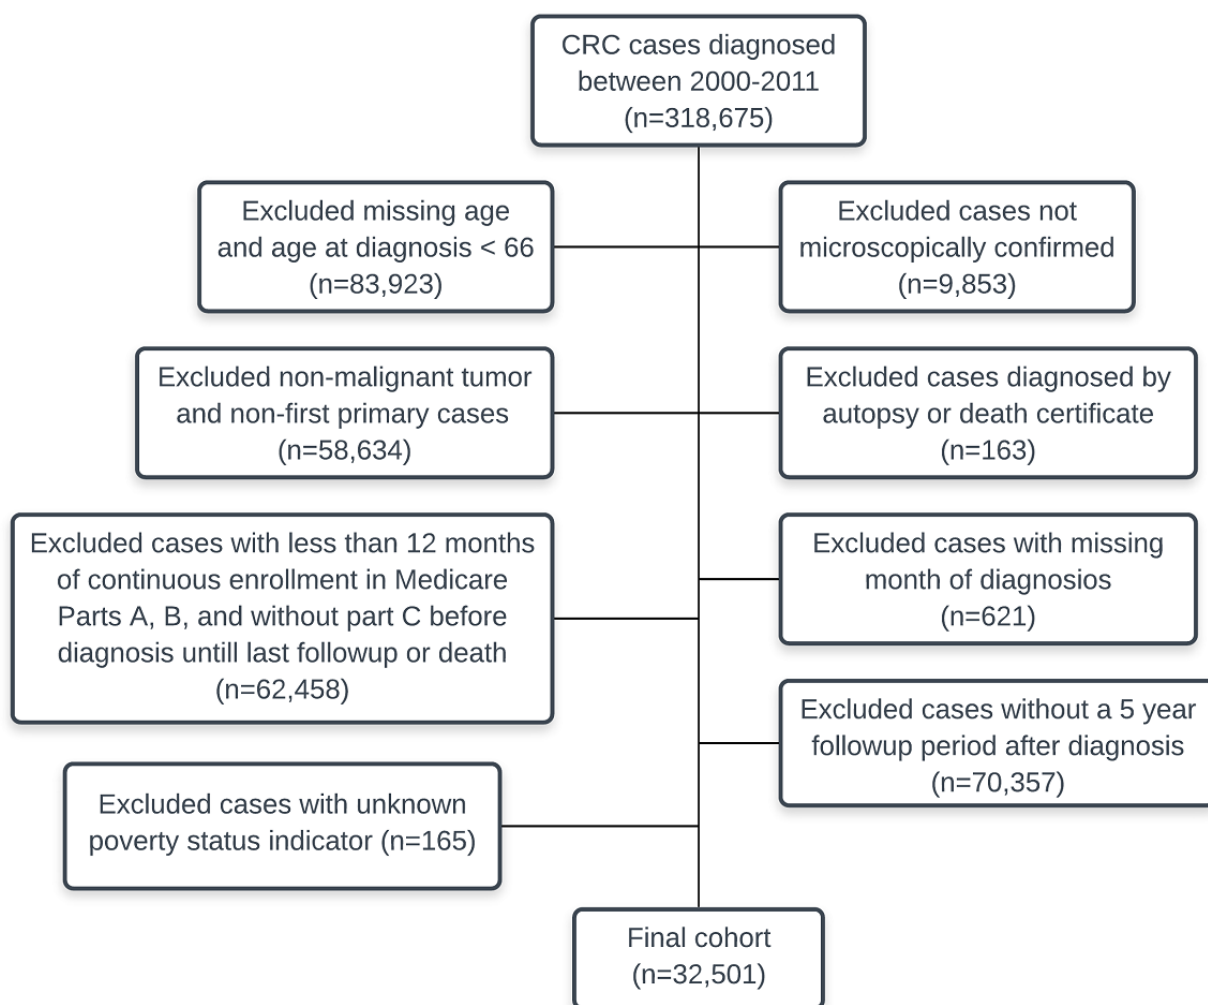 CRC cases diagnosed
between 2000-2011
(n=318,675)
Excluded missing age
and age at diagnosis < 66
(n=83,923)
Excluded cases not
microscopically confirmed
(n=9,853)
Excluded non-malignant tumor
and non-first primary cases
(n=58,634)
Excluded cases diagnosed by
autopsy or death certificate
(n=163)
Excluded cases with less than 12 months
of continuous enrollment in Medicare
Parts A, B, and without part C before
diagnosis untill last followup or death
(n=62,458)
Excluded cases with missing
month of diagnosios
(n=621)
Excluded cases without a 5 year
followup period after diagnosis
(n=70,357)
Excluded cases with unknown
poverty status indicator (n=165)
Final cohort
(n=32,501)